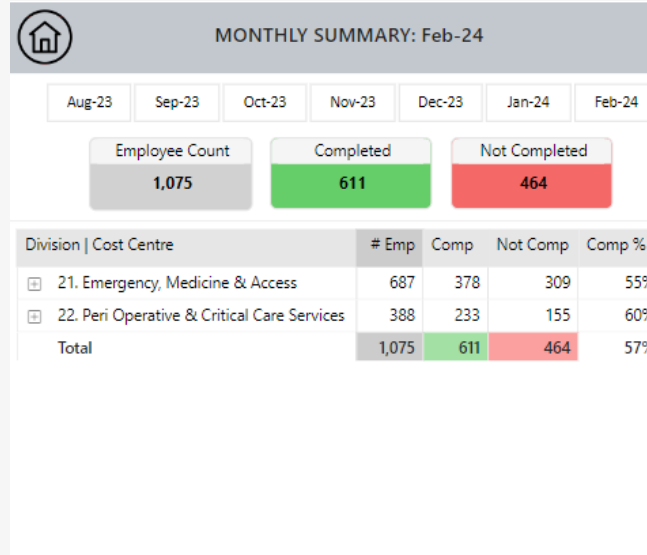 MONTHLY SUMMARY: Feb-24
Aug-23 Sep-23 Oct-23 Nov-23 Dec-23 Jan-24 Feb-24
Employee Count Completed Not Completed
1,075 611 464
Division | Cost Centre # Emp Comp Not Comp Comp %
21. Emergency, Medicine & Access 687 378 309 55%
22. Peri Operative & Critical Care Services 388 233 155 60%
Total 1,075 611 464 57%